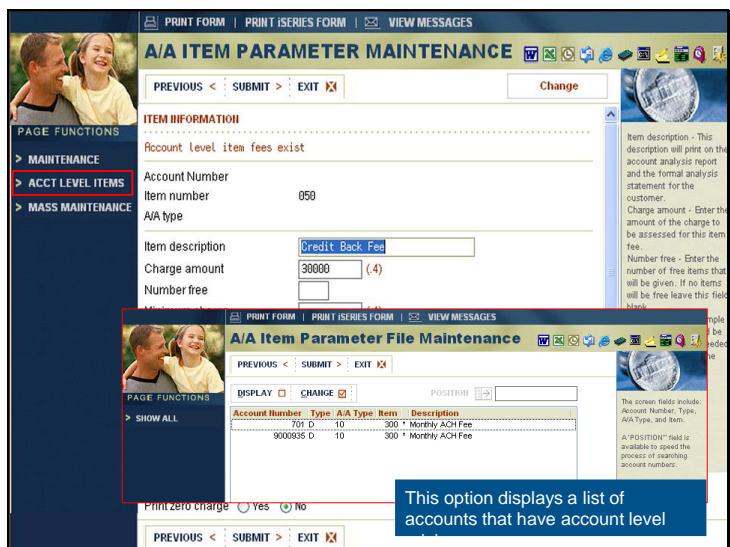 PRINT FORM | PRINT iSERIES FORM | VIEW MESSAGES
A/A ITEM PARAMETER MAINTENANCE
PREVIOUS < SUBMIT > EXIT
Change
PAGE FUNCTIONS
> MAINTENANCE
> ACCT LEVEL ITEMS
> MASS MAINTENANCE
ITEM INFORMATION
Account level item fees exist
Account Number
Item number 050
A/A type
Item description Credit Back Fee
Charge amount 30000 (.4)
Number free
Item description - This
description will print on the
account analysis report
and the formal analysis
statement for the
customer.
Charge amount - Enter the
amount of the charge to
be assessed for this item
fee.
Number free - Enter the
number of free items that
will be given. If no items
will be free leave this field
blank
PRINT FORM | PRINT iSERIES FORM | VIEW MESSAGES
A/A Item Parameter File Maintenance
PREVIOUS < SUBMIT > EXIT
PAGE FUNCTIONS
> SHOW ALL
DISPLAY CHANGE POSITION
Account Number Type A/A Type Item Description
701 D 10 300 * Monthly ACH Fee
9000935 D 10 300 * Monthly ACH Fee
The screen fields include:
Account Number, Type,
A/A Type, and Item.
A "POSITION" field is
available to speed the
process of searching
account numbers.
Print zero charge Yes No
This option displays a list of
accounts that have account level
PREVIOUS < SUBMIT > EXIT